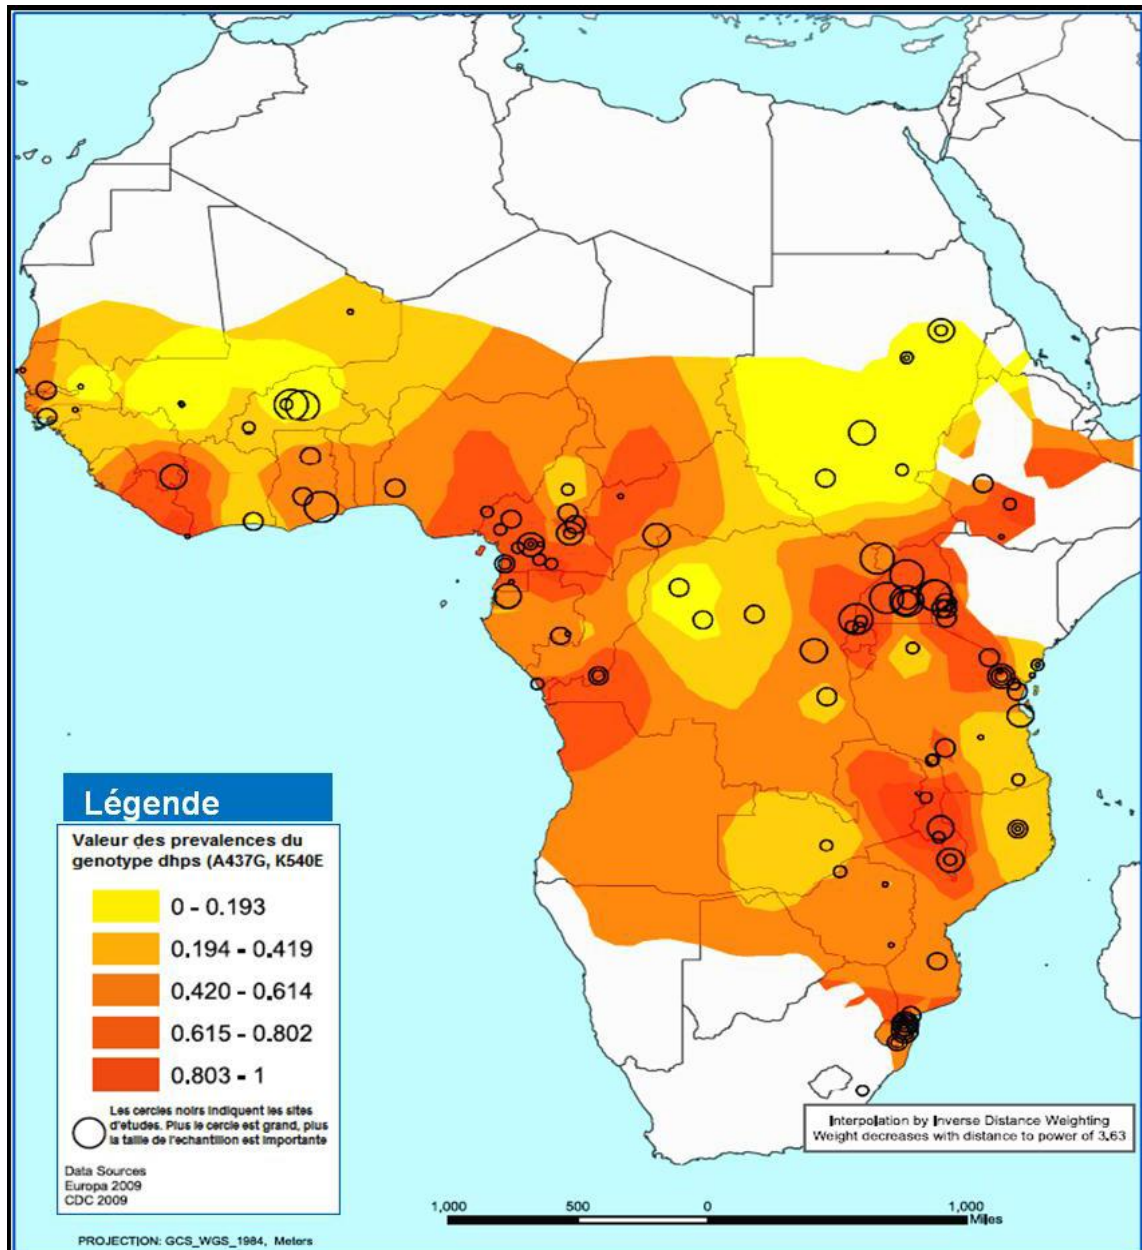 Légende
Valeur des prevalences du
genotype dhps (A437G, K540E
0 - 0.193
0.194 - 0.419
0.420 - 0.614
0.615 - 0.802
0.803 - 1
Les cercles noirs indiquent les sites
d'etudes. Plus le cercle est grand, plus
la taille de l'echantillon est importante
Data Sources
Europa 2009
CDC 2009
PROJECTION: GCS_WGS_1984, Meters
Interpolation by Inverse Distance Weighting
Weight decreases with distance to power of 3.63
1,000 500 0 1,000
Miles